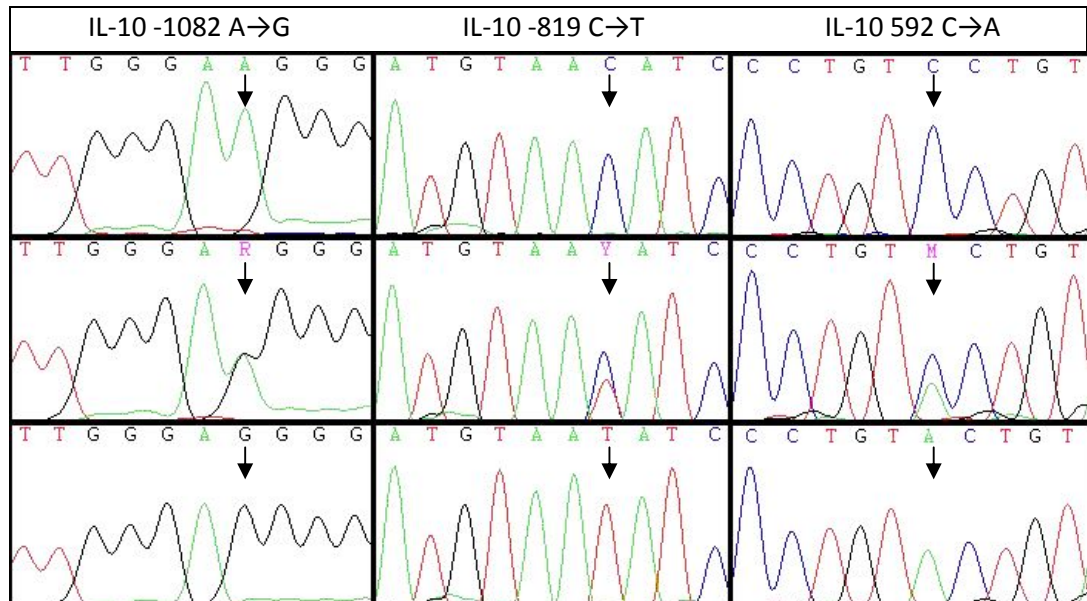 IL-10 -1082 A→G IL-10 -819 C→T IL-10 592 C→A
T T G G G A A G G G A T G T A A C A T C C C T G T C C T G T
T T G G G A R G G G A T G T A A Y A T C C C T G T M C T G T
T T G G G A G G G G A T G T A A T A T C C C T G T A C T G T